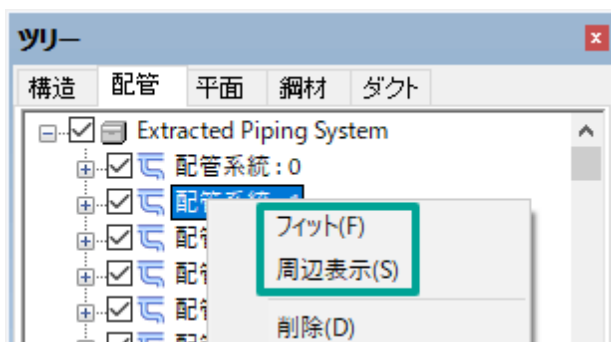 ツリー
構造 配管 平面 鋼材 ダクト
Extracted Piping System
配管系統 : 0
フィット(F)
周辺表示(S)
削除(D)